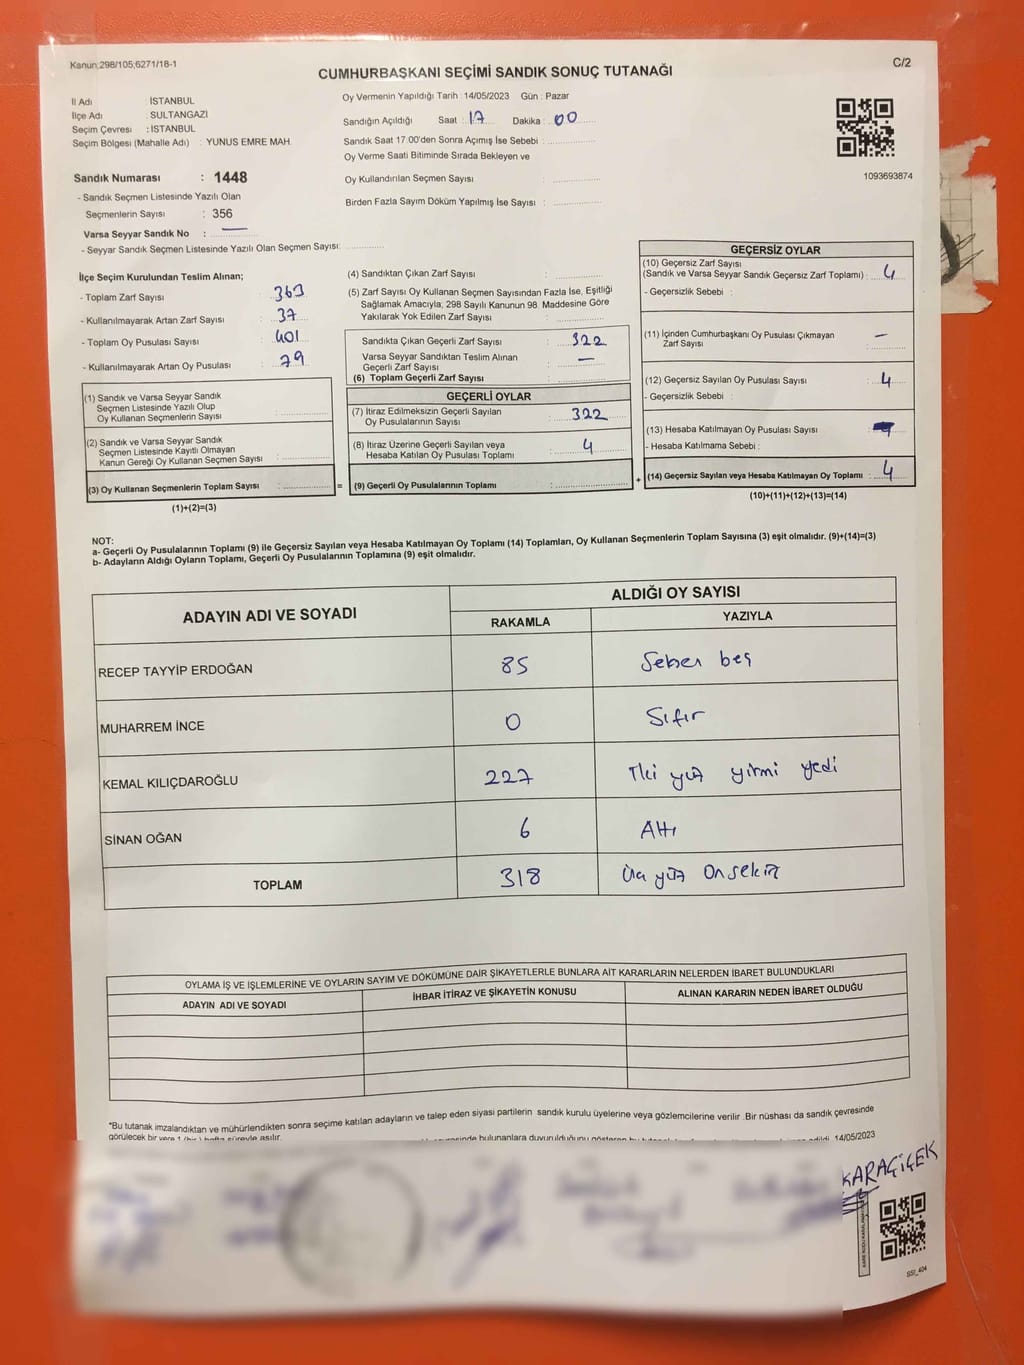 Kanun;298/105;6271/18-1
C/2
CUMHURBAŞKANI SEÇİMİ SANDIK SONUÇ TUTANAĞI
İl Adı : İSTANBUL
İlçe Adı : SULTANGAZİ
Seçim Çevresi : İSTANBUL
Seçim Bölgesi (Mahalle Adı) : YUNUS EMRE MAH.
Sandık Numarası : 1448
- Sandık Seçmen Listesinde Yazılı Olan
Seçmenlerin Sayısı : 356
Varsa Seyyar Sandık No : —
- Seyyar Sandık Seçmen Listesinde Yazılı Olan Seçmen Sayısı:
Oy Vermenin Yapıldığı Tarih :14/05/2023 Gün : Pazar
Sandığın Açıldığı Saat : 17 Dakika : 00
Sandık Saat 17:00'den Sonra Açımış İse Sebebi :
Oy Verme Saati Bitiminde Sırada Bekleyen ve
Oy Kullandırılan Seçmen Sayısı :
Birden Fazla Sayım Döküm Yapılmış İse Sayısı :
1093693874
İlçe Seçim Kurulundan Teslim Alınan;
- Toplam Zarf Sayısı : 363
- Kullanılmayarak Artan Zarf Sayısı : 37
- Toplam Oy Pusulası Sayısı : 401
- Kullanılmayarak Artan Oy Pusulası : 79
(1) Sandık ve Varsa Seyyar Sandık
Seçmen Listesinde Yazılı Olup
Oy Kullanan Seçmenlerin Sayısı :
(2) Sandık ve Varsa Seyyar Sandık
Seçmen Listesinde Kayıtlı Olmayan
Kanun Gereği Oy Kullanan Seçmen Sayısı :
(3) Oy Kullanan Seçmenlerin Toplam Sayısı :
(1)+(2)=(3)
=
(4) Sandıktan Çıkan Zarf Sayısı :
(5) Zarf Sayısı Oy Kullanan Seçmen Sayısından Fazla İse, Eşitliği
Sağlamak Amacıyla; 298 Sayılı Kanunun 98. Maddesine Göre
Yakılarak Yok Edilen Zarf Sayısı :
Sandıkta Çıkan Geçerli Zarf Sayısı : 322
Varsa Seyyar Sandıktan Teslim Alınan
Geçerli Zarf Sayısı : —
(6) Toplam Geçerli Zarf Sayısı :
GEÇERLİ OYLAR
(7) İtiraz Edilmeksizin Geçerli Sayılan
Oy Pusulalarının Sayısı : 322
(8) İtiraz Üzerine Geçerli Sayılan veya
Hesaba Katılan Oy Pusulası Toplamı : 4
(9) Geçerli Oy Pusulalarının Toplamı :
+
GEÇERSİZ OYLAR
(10) Geçersiz Zarf Sayısı
(Sandık ve Varsa Seyyar Sandık Geçersiz Zarf Toplamı) : 4
- Geçersizlik Sebebi :
(11) İçinden Cumhurbaşkanı Oy Pusulası Çıkmayan
Zarf Sayısı : —
(12) Geçersiz Sayılan Oy Pusulası Sayısı : 4
- Geçersizlik Sebebi :
(13) Hesaba Katılmayan Oy Pusulası Sayısı :
- Hesaba Katılmama Sebebi :
(14) Geçersiz Sayılan veya Hesaba Katılmayan Oy Toplamı : 4
(10)+(11)+(12)+(13)=(14)
NOT:
a- Geçerli Oy Pusulalarının Toplamı (9) ile Geçersiz Sayılan veya Hesaba Katılmayan Oy Toplamı (14) Toplamları, Oy Kullanan Seçmenlerin Toplam Sayısına (3) eşit olmalıdır. (9)+(14)=(3)
b- Adayların Aldığı Oyların Toplamı, Geçerli Oy Pusulalarının Toplamına (9) eşit olmalıdır.
ADAYIN ADI VE SOYADI ALDIĞI OY SAYISI
RAKAMLA YAZIYLA
RECEP TAYYİP ERDOĞAN 85 Seksen beş
MUHARREM İNCE 0 Sıfır
KEMAL KILIÇDAROĞLU 227 İki yüz yirmi yedi
SİNAN OĞAN 6 Altı
TOPLAM 318 Üç yüz Onsekiz
OYLAMA İŞ VE İŞLEMLERİNE VE OYLARIN SAYIM VE DÖKÜMÜNE DAİR ŞİKAYETLERLE BUNLARA AİT KARARLARIN NELERDEN İBARET BULUNDUKLARI
ADAYIN ADI VE SOYADI İHBAR İTİRAZ VE ŞİKAYETİN KONUSU ALINAN KARARIN NEDEN İBARET OLDUĞU
*Bu tutanak imzalandıktan ve mühürlendikten sonra seçime katılan adayların ve talep eden siyasi partilerin sandık kurulu üyelerine veya gözlemcilerine verilir .Bir nüshası da sandık çevresinde
görülecek bir yere 1 (bir) hafta süreyle asılır.
14/05/2023
KARAÇİÇEK
SSI_404